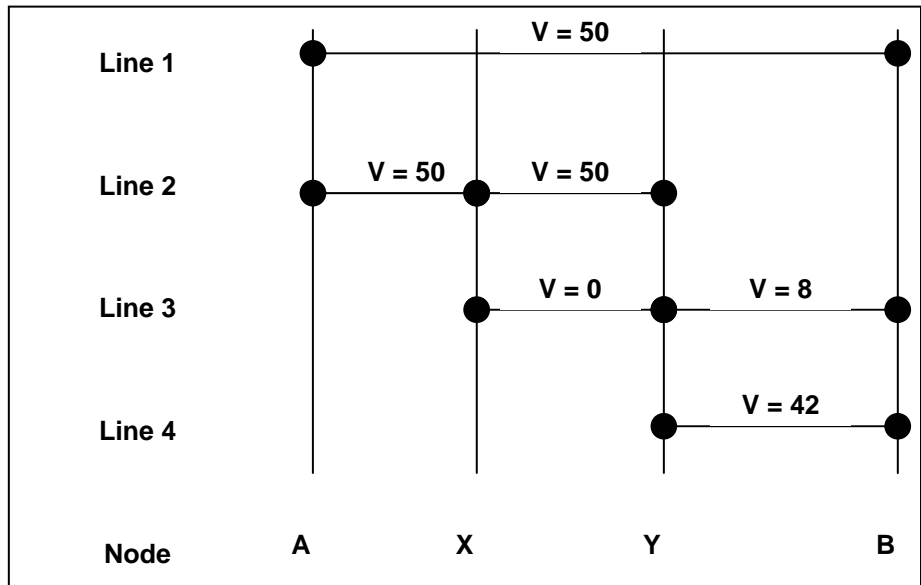 V = 50
Line 1
Line 2
V = 50
V = 50
Line 3
V = 0
V = 8
Line 4
V = 42
Node
A
X
Y
B